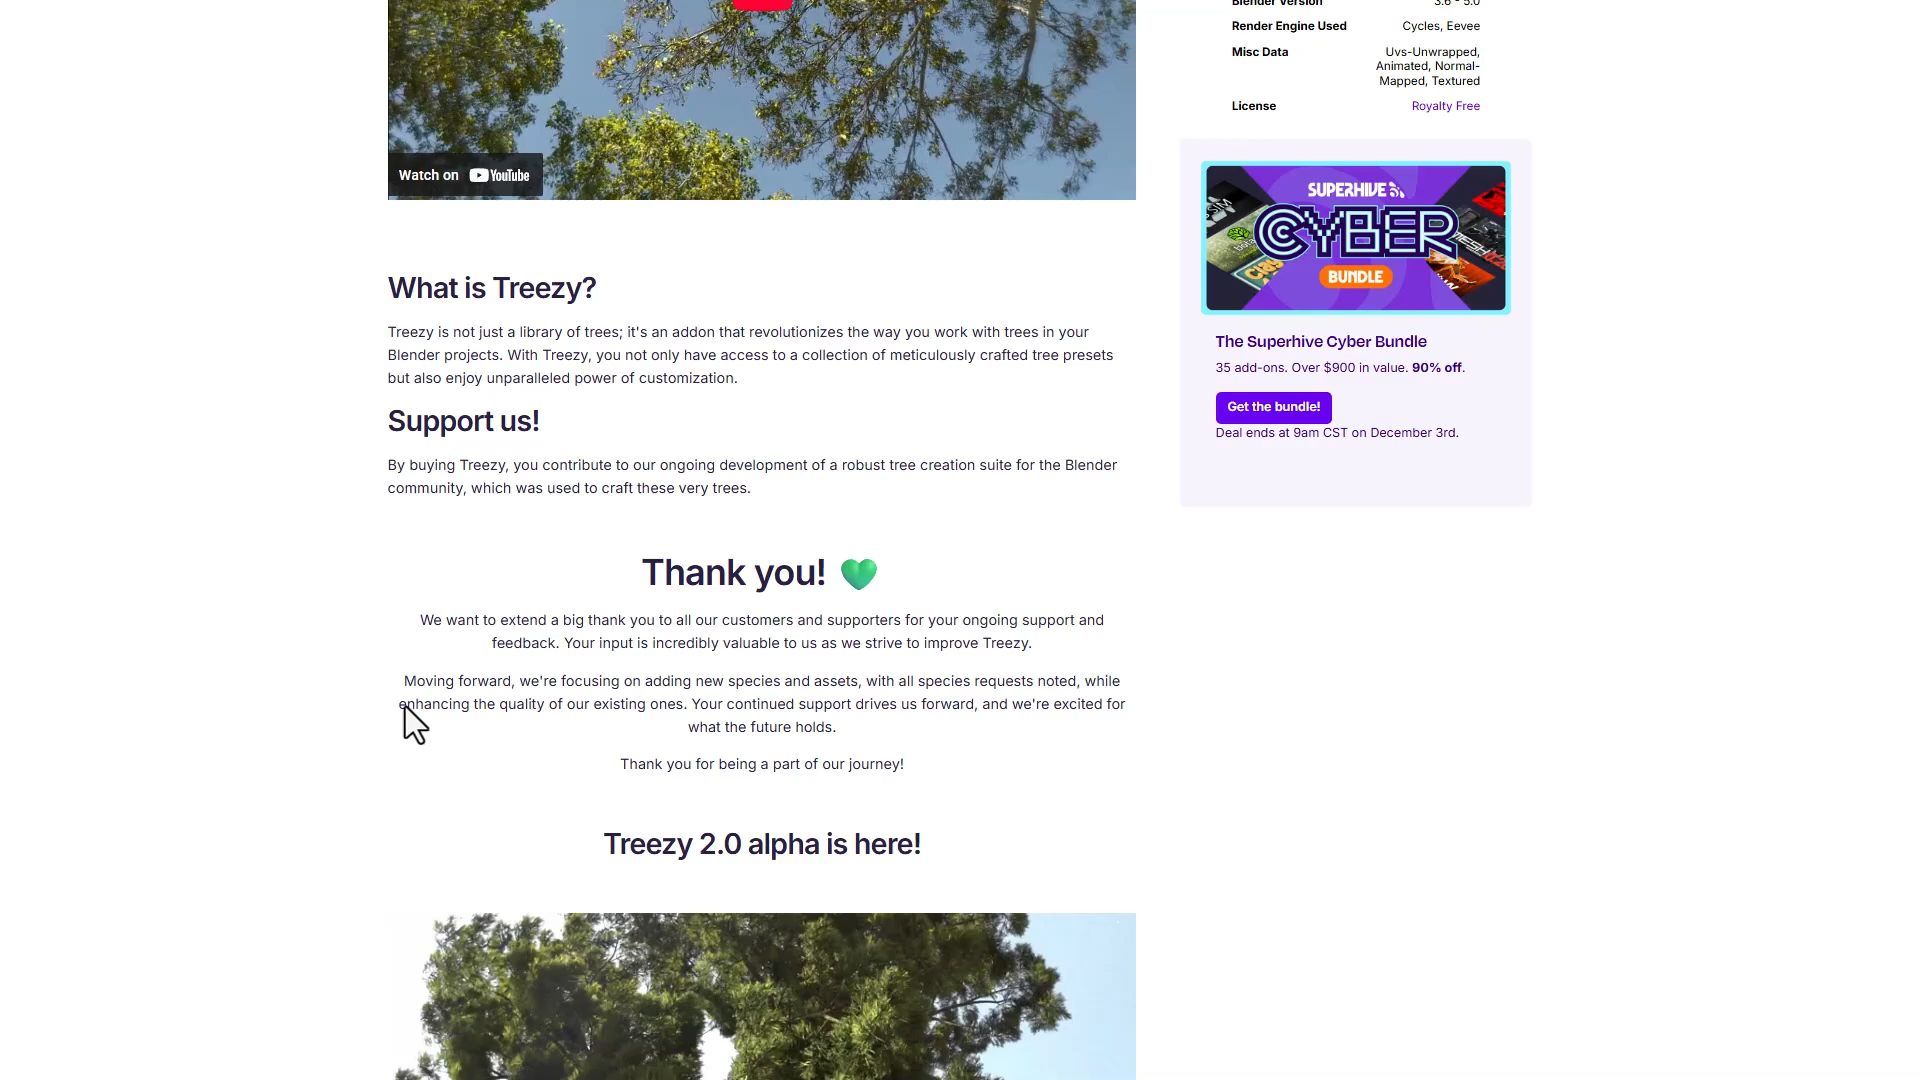 Blender Version 3.6 - 5.0
Render Engine Used Cycles, Eevee
Misc Data Uvs-Unwrapped,
Animated, Normal-
Mapped, Textured
License Royalty Free
Watch on YouTube
SUPERHIVE
CYBER
BUNDLE
The Superhive Cyber Bundle
35 add-ons. Over $900 in value. 90% off.
Get the bundle!
Deal ends at 9am CST on December 3rd.
What is Treezy?
Treezy is not just a library of trees; it's an addon that revolutionizes the way you work with trees in your
Blender projects. With Treezy, you not only have access to a collection of meticulously crafted tree presets
but also enjoy unparalleled power of customization.
Support us!
By buying Treezy, you contribute to our ongoing development of a robust tree creation suite for the Blender
community, which was used to craft these very trees.
Thank you!
We want to extend a big thank you to all our customers and supporters for your ongoing support and
feedback. Your input is incredibly valuable to us as we strive to improve Treezy.
Moving forward, we're focusing on adding new species and assets, with all species requests noted, while
enhancing the quality of our existing ones. Your continued support drives us forward, and we're excited for
what the future holds.
Thank you for being a part of our journey!
Treezy 2.0 alpha is here!